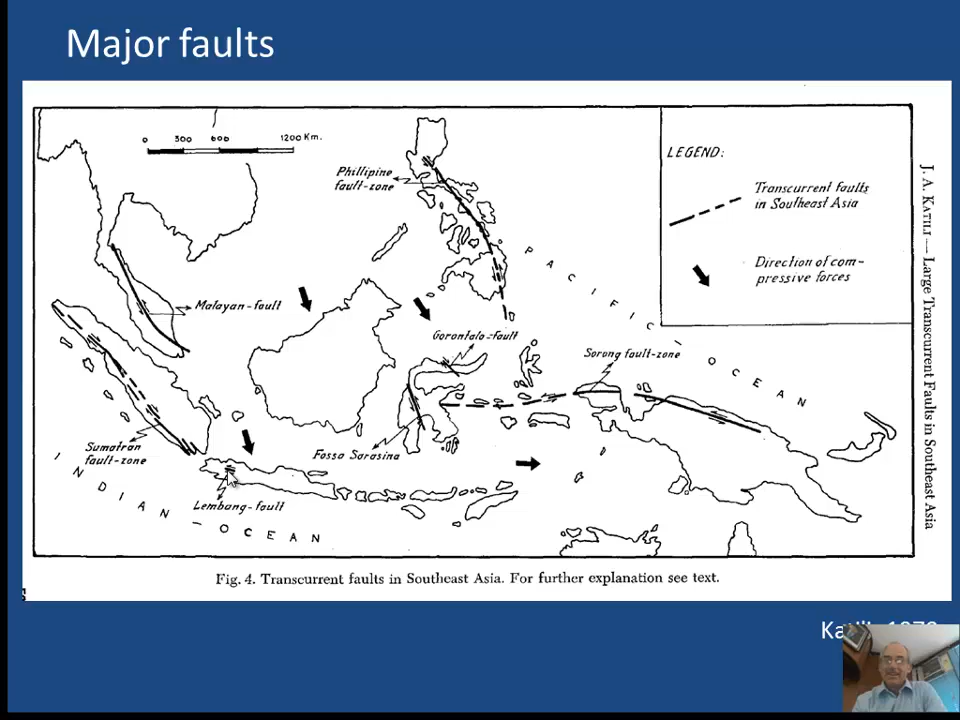 Major faults
0 300 600 1200 Km.
Phillipine
fault-zone
LEGEND:
Transcurrent faults
in Southeast Asia
Direction of com-
pressive forces
PACIFIC - OCEAN
Malayan-fault
Gorontalo-fault
Sorong fault-zone
Sumatran
fault-zone
Fossa Sarasina
Lembang-fault
INDIAN - OCEAN
J. A. KATILI — Large Transcurrent Faults in Southeast Asia
Fig. 4. Transcurrent faults in Southeast Asia. For further explanation see text.